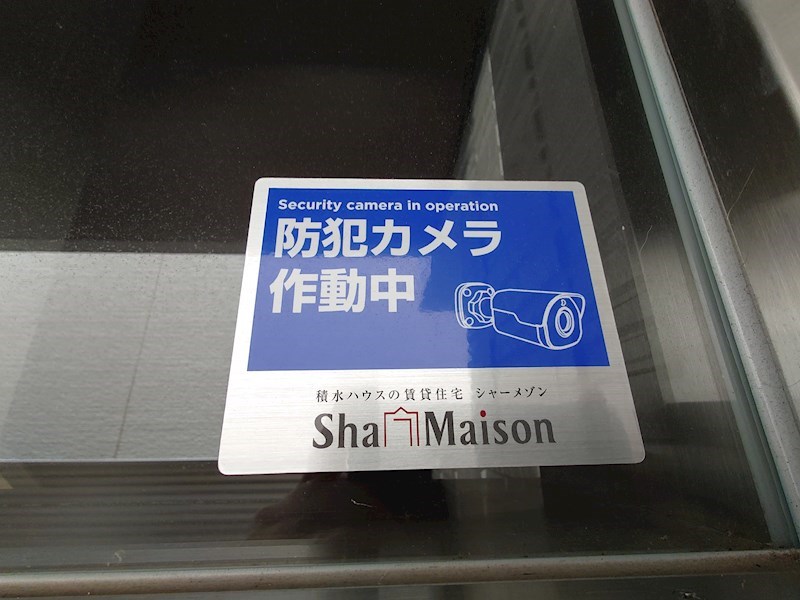 Security camera in operation
防犯カメラ
作動中
積水ハウスの賃貸住宅 シャーメゾン
Sha Maison